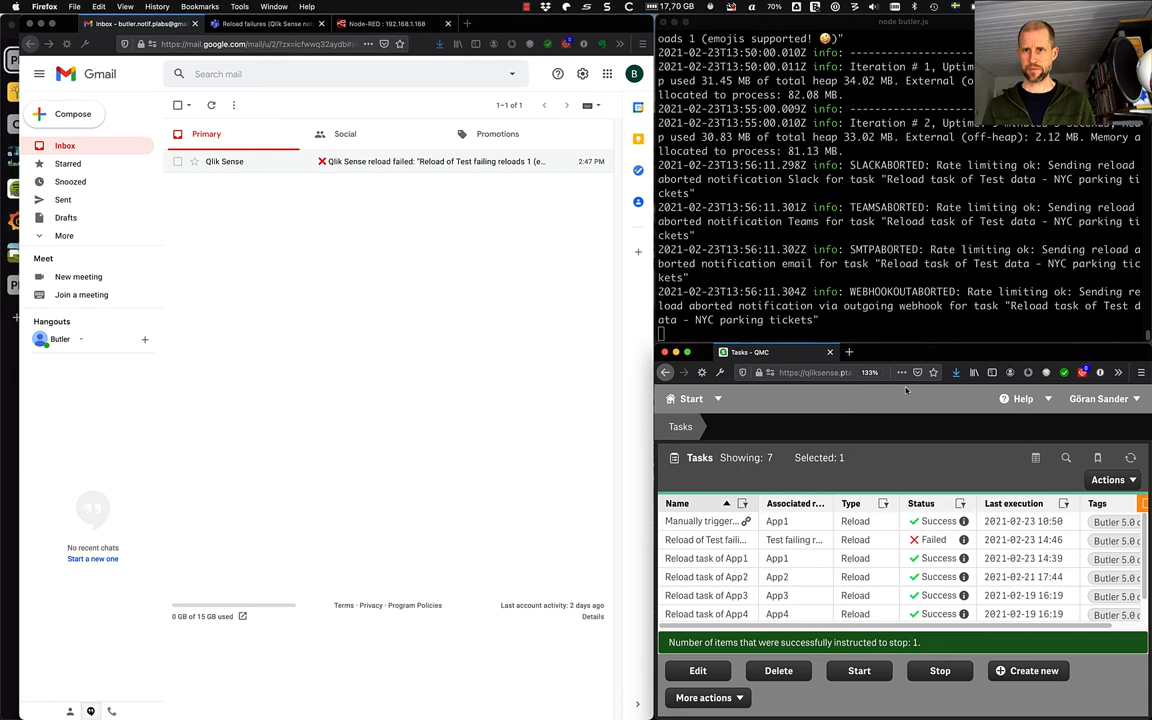 Firefox File Edit View History Bookmarks Tools Window Help
17,70 GB 70%
Inbox - butler.notif.plabs@gm
Reload failures (Qlik Sense not
Node-RED : 192.168.1.168
https://mail.google.com/mail/u/2/?zx=icfwwq32aydb#i
Gmail
Search mail
B
Compose
1–1 of 1
Primary
Social
Promotions
Inbox
Qlik Sense
❌ Qlik Sense reload failed: "Reload of Test failing reloads 1 (e...
2:47 PM
Starred
Snoozed
Sent
Drafts
More
Meet
New meeting
Join a meeting
Hangouts
Butler
No recent chats
Start a new one
0 GB of 15 GB used
Terms · Privacy · Program Policies
Last account activity: 2 days ago
Details
node butler.js
oads 1 (emojis supported! 🤪)"
2021-02-23T13:50:00.010Z info: ------------------
2021-02-23T13:50:00.011Z info: Iteration # 1, Uptim
p used 31.45 MB of total heap 34.02 MB. External (o
llocated to process: 82.08 MB.
2021-02-23T13:55:00.009Z info: ------------------
2021-02-23T13:55:00.010Z info: Iteration # 2, Uptim
p used 30.83 MB of total heap 33.02 MB. External (off-heap): 2.12 MB. Memory a
llocated to process: 81.13 MB.
2021-02-23T13:56:11.298Z info: SLACKABORTED: Rate limiting ok: Sending reload
aborted notification Slack for task "Reload task of Test data - NYC parking ti
ckets"
2021-02-23T13:56:11.301Z info: TEAMSABORTED: Rate limiting ok: Sending reload
aborted notification Teams for task "Reload task of Test data - NYC parking ti
ckets"
2021-02-23T13:56:11.302Z info: SMTPABORTED: Rate limiting ok: Sending reload a
borted notification email for task "Reload task of Test data - NYC parking tic
kets"
2021-02-23T13:56:11.304Z info: WEBHOOKOUTABORTED: Rate limiting ok: Sending re
load aborted notification via outgoing webhook for task "Reload task of Test d
ata - NYC parking tickets"
Tasks - QMC
https://qliksense.pta
133%
Start
Help
Göran Sander
Tasks
Tasks Showing: 7 Selected: 1
Actions
Name Associated r... Type Status Last execution Tags
Manually trigger... App1 Reload Success 2021-02-23 10:50 Butler 5.0
Reload of Test faili... Test failing r... Reload Failed 2021-02-23 14:46 Butler 5.0
Reload task of App1 App1 Reload Success 2021-02-23 14:39 Butler 5.0
Reload task of App2 App2 Reload Success 2021-02-21 17:44 Butler 5.0
Reload task of App3 App3 Reload Success 2021-02-19 16:19 Butler 5.0
Reload task of App4 App4 Reload Success 2021-02-19 16:19 Butler 5.0
Number of items that were successfully instructed to stop: 1.
Edit Delete Start Stop Create new
More actions